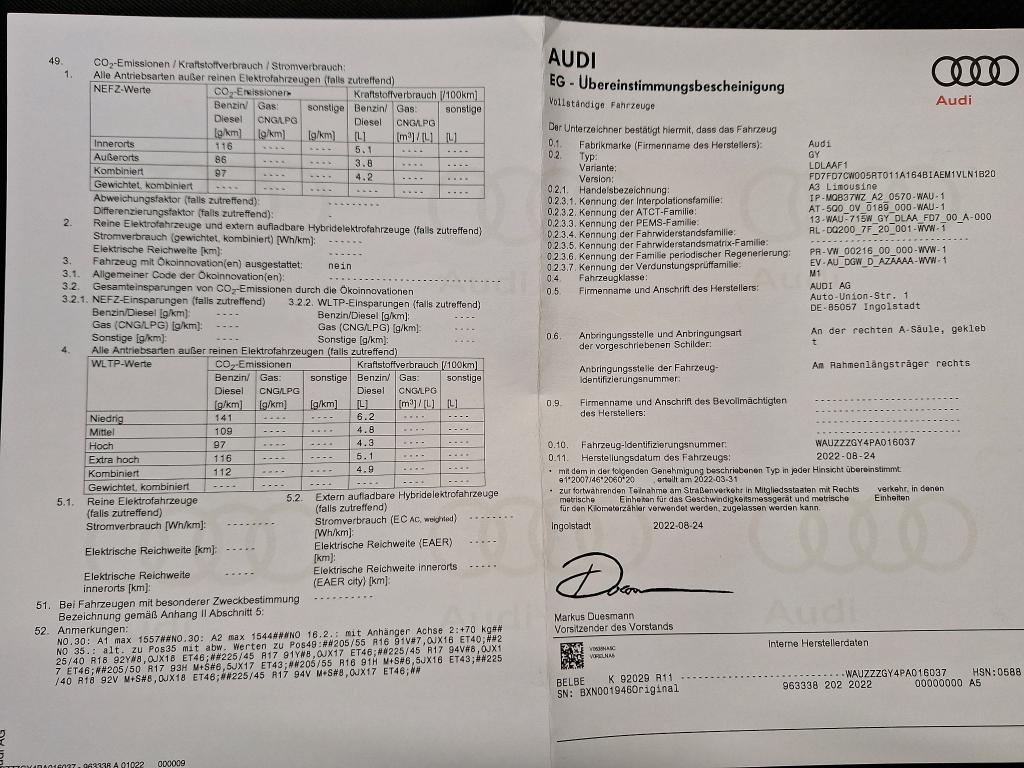 49. CO2-Emissionen / Kraftstoffverbrauch / Stromverbrauch:
1. Alle Antriebsarten außer reinen Elektrofahrzeugen (falls zutreffend)
NEFZ-Werte CO2-Emissionen Kraftstoffverbrauch [/100km]
Benzin/ Gas: sonstige Benzin/ Gas: sonstige
Diesel CNG/LPG Diesel CNG/LPG
[g/km] [g/km] [g/km] [L] [m³] / [L] [L]
Innerorts 116 ---- ---- 5.1 ---- ----
Außerorts 86 ---- ---- 3.8 ---- ----
Kombiniert 97 ---- ---- 4.2 ---- ----
Gewichtet, kombiniert ---- ---- ---- ---- ---- ----
Abweichungsfaktor (falls zutreffend): ---------
Differenzierungsfaktor (falls zutreffend): -
2. Reine Elektrofahrzeuge und extern aufladbare Hybridelektrofahrzeuge (falls zutreffend)
Stromverbrauch (gewichtet, kombiniert) [Wh/km]: ------
Elektrische Reichweite [km]: ------
3. Fahrzeug mit Ökoinnovation(en) ausgestattet: nein
3.1. Allgemeiner Code der Ökoinnovation(en):
3.2. Gesamteinsparungen von CO2-Emissionen durch die Ökoinnovationen
3.2.1. NEFZ-Einsparungen (falls zutreffend) 3.2.2. WLTP-Einsparungen (falls zutreffend)
Benzin/Diesel [g/km]: ---- Benzin/Diesel [g/km]: ----
Gas (CNG/LPG) [g/km]: ---- Gas (CNG/LPG) [g/km]: ----
Sonstige [g/km]: ---- Sonstige [g/km]: ----
4. Alle Antriebsarten außer reinen Elektrofahrzeugen (falls zutreffend)
WLTP-Werte CO2-Emissionen Kraftstoffverbrauch [/100km]
Benzin/ Gas: sonstige Benzin/ Gas: sonstige
Diesel CNG/LPG Diesel CNG/LPG
[g/km] [g/km] [g/km] [L] [m³] / [L] [L]
Niedrig 141 ---- ---- 6.2 ---- ----
Mittel 109 ---- ---- 4.8 ---- ----
Hoch 97 ---- ---- 4.3 ---- ----
Extra hoch 116 ---- ---- 5.1 ---- ----
Kombiniert 112 ---- ---- 4.9 ---- ----
Gewichtet, kombiniert ---- ---- ---- ---- ---- ----
5.1. Reine Elektrofahrzeuge 5.2. Extern aufladbare Hybridelektrofahrzeuge
(falls zutreffend) (falls zutreffend)
Stromverbrauch [Wh/km]: -------- Stromverbrauch (EC AC, weighted) --------
[Wh/km]:
Elektrische Reichweite [km]: ----- Elektrische Reichweite (EAER) -----
[km]:
Elektrische Reichweite ----- Elektrische Reichweite innerorts -----
innerorts [km]: (EAER city) [km]:
51. Bei Fahrzeugen mit besonderer Zweckbestimmung ----------
Bezeichnung gemäß Anhang II Abschnitt 5:
52. Anmerkungen:
NO.30: A1 max 1557##NO.30: A2 max 1544###NO 16.2.: mit Anhänger Achse 2:+70 kg##
NO 35.: alt. zu Pos35 mit abw. Werten zu Pos49:##205/55 R16 91V#7,0JX16 ET40;##2
25/40 R18 92Y#8,0JX18 ET46;##225/45 R17 91Y#8,0JX17 ET46;##225/45 R17 94V#8,0JX1
7 ET46;##205/50 R17 93H M+S#6,5JX17 ET43;##205/55 R16 91H M+S#6,5JX16 ET43;##225
/40 R18 92V M+S#8,0JX18 ET46;##225/45 R17 94V M+S#8,0JX17 ET46;##
963338 A 01022 000009
AUDI
EG - Übereinstimmungsbescheinigung
Vollständige Fahrzeuge
Audi
Der Unterzeichner bestätigt hiermit, dass das Fahrzeug
0.1. Fabrikmarke (Firmenname des Herstellers): Audi
0.2. Typ: GY
Variante: LDLAAF1
Version: FD7FD7CW005RT011A164BIAEM1VLN1B20
0.2.1. Handelsbezeichnung: A3 Limousine
0.2.3.1. Kennung der Interpolationsfamilie: IP-MQB37WZ_A2_0570-WAU-1
0.2.3.2. Kennung der ATCT-Familie: AT-5Q0_0V_0189_000-WAU-1
0.2.3.3. Kennung der PEMS-Familie: 13-WAU-715W_GY_DLAA_FD7_00_A-000
0.2.3.4. Kennung der Fahrwiderstandsfamilie: RL-DQ200_7F_20_001-WVW-1
0.2.3.5. Kennung der Fahrwiderstandsmatrix-Familie:
0.2.3.6. Kennung der Familie periodischer Regenerierung: PR-VW_00216_00_000-WVW-1
0.2.3.7. Kennung der Verdunstungsprüffamilie: EV-AU_DGW_D_AZAAAA-WVW-1
0.4. Fahrzeugklasse: M1
0.5. Firmenname und Anschrift des Herstellers: AUDI AG
Auto-Union-Str. 1
DE-85057 Ingolstadt
0.6. Anbringungsstelle und Anbringungsart An der rechten A-Säule, gekleb
der vorgeschriebenen Schilder: t
Anbringungsstelle der Fahrzeug- Am Rahmenlängsträger rechts
Identifizierungsnummer:
0.9. Firmenname und Anschrift des Bevollmächtigten
des Herstellers:
0.10. Fahrzeug-Identifizierungsnummer: WAUZZZGY4PA016037
0.11. Herstellungsdatum des Fahrzeugs: 2022-08-24
• mit dem in der folgenden Genehmigung beschriebenen Typ in jeder Hinsicht übereinstimmt:
e1*2007/46*2060*20 , erteilt am 2022-03-31
• zur fortwährenden Teilnahme am Straßenverkehr in Mitgliedsstaaten mit Rechts verkehr, in denen
metrische Einheiten für das Geschwindigkeitsmessgerät und metrische Einheiten
für den Kilometerzähler verwendet werden, zugelassen werden kann.
Ingolstadt 2022-08-24
Markus Duesmann
Vorsitzender des Vorstands
Interne Herstellerdaten
BELBE K 92029 R11 WAUZZZGY4PA016037 HSN:0588
SN: BXN001946Original 963338 202 2022 00000000 A5